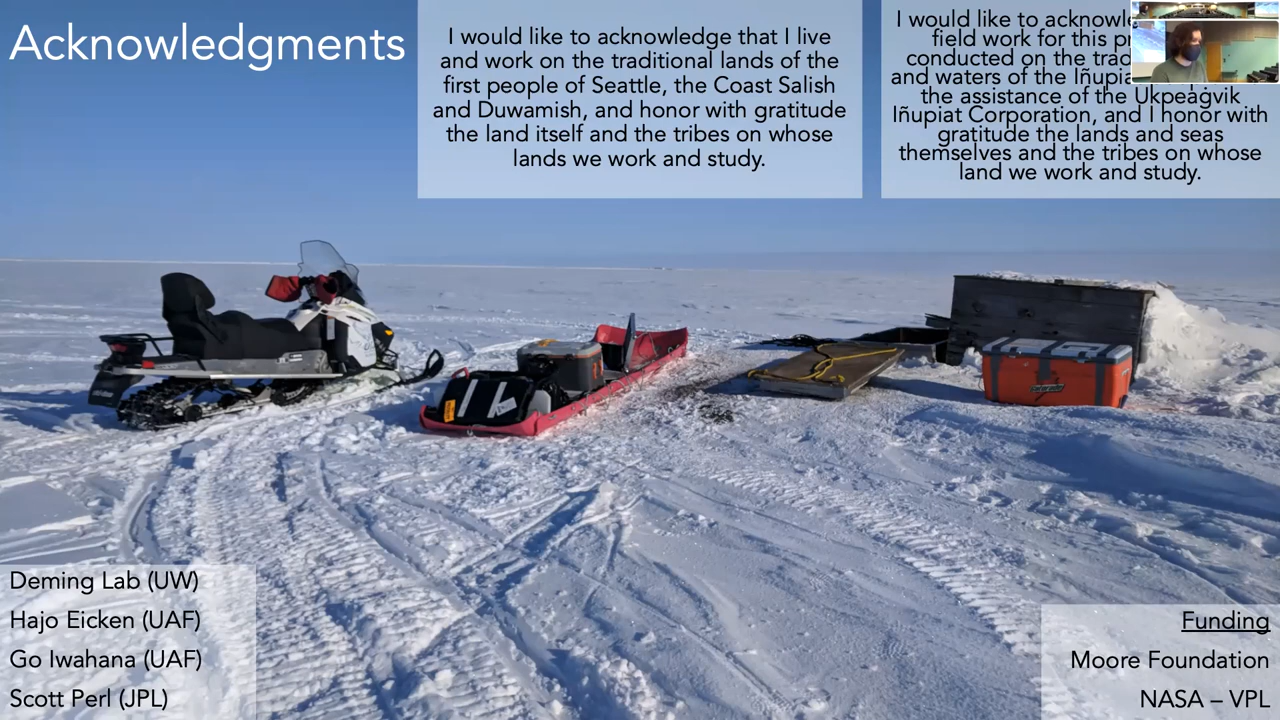 Acknowledgments
I would like to acknowledge that I live
and work on the traditional lands of the
first people of Seattle, the Coast Salish
and Duwamish, and honor with gratitude
the land itself and the tribes on whose
lands we work and study.
I would like to
field work for this
conducted on the
and waters of the
the assistance of the Ukpeaġvik
Iñupiat Corporation, and I honor with
gratitude the lands and seas
themselves and the tribes on whose
land we work and study.
Deming Lab (UW)
Hajo Eicken (UAF)
Go Iwahana (UAF)
Scott Perl (JPL)
Funding
Moore Foundation
NASA – VPL